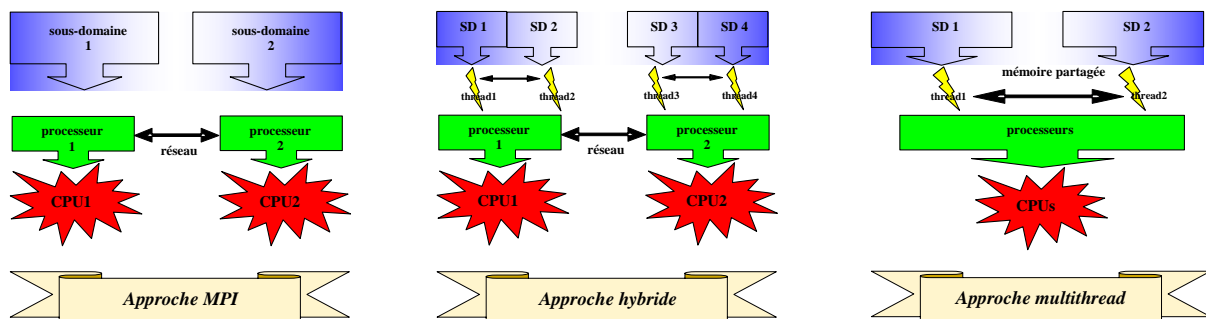 sous-domaine
1
sous-domaine
2
processeur
1
réseau
processeur
2
CPU1
CPU2
Approche MPI
SD 1
SD 2
SD 3
SD 4
thread1
thread2
thread3
thread4
processeur
1
réseau
processeur
2
CPU1
CPU2
Approche hybride
SD 1
SD 2
mémoire partagée
thread1
thread2
processeurs
CPUs
Approche multithread